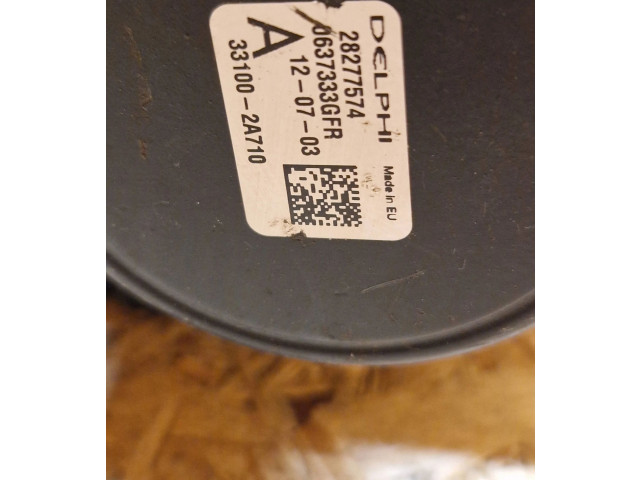 DELPHI
28277574
0637333GFR
12-07-03
A
33100-2A710
Made in EU